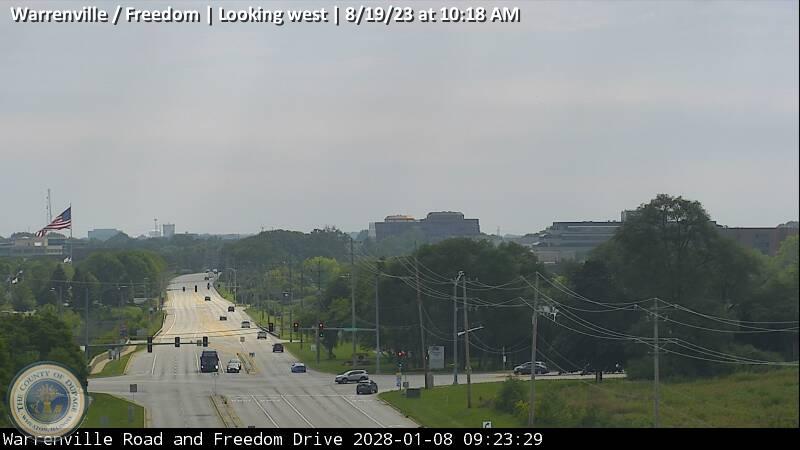 Warrenville / Freedom | Looking west | 8/19/23 at 10:18 AM
THE COUNTY OF DUPAGE
Warrenville Road and Freedom Drive 2028-01-08 09:23:29